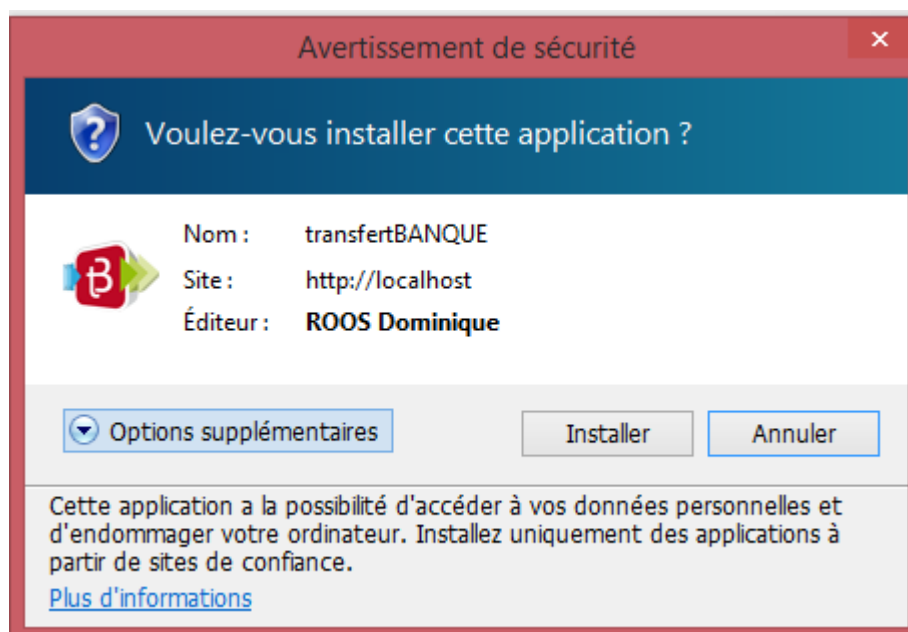 Avertissement de sécurité
Voulez-vous installer cette application ?
Nom : transfertBANQUE
Site : http://localhost
Éditeur : ROOS Dominique
Options supplémentaires
Installer
Annuler
Cette application a la possibilité d'accéder à vos données personnelles et
d'endommager votre ordinateur. Installez uniquement des applications à
partir de sites de confiance.
Plus d'informations